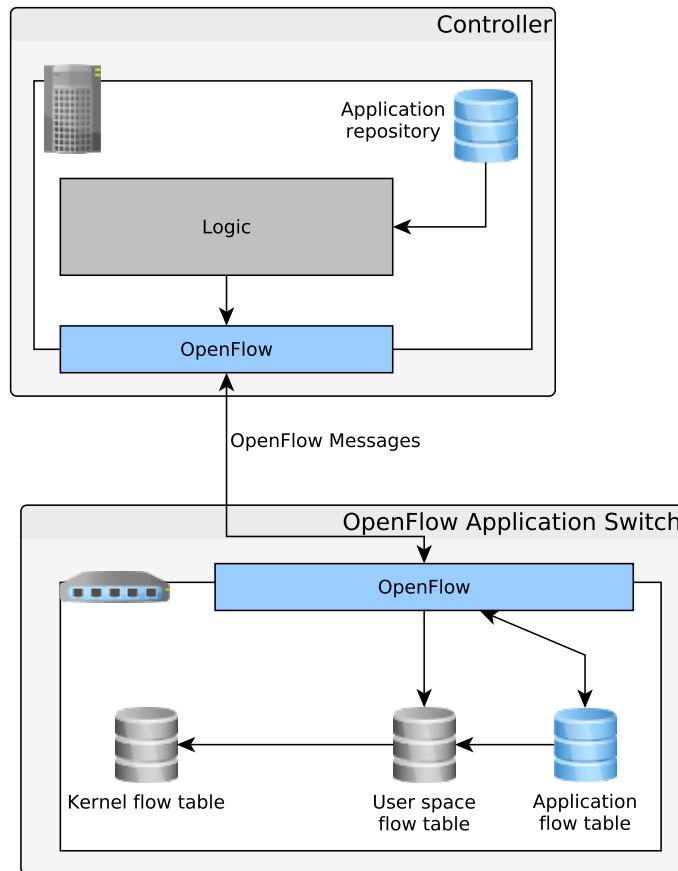 Controller
Application
repository
Logic
OpenFlow
OpenFlow Messages
OpenFlow Application Switch
OpenFlow
Kernel flow table
User space
flow table
Application
flow table